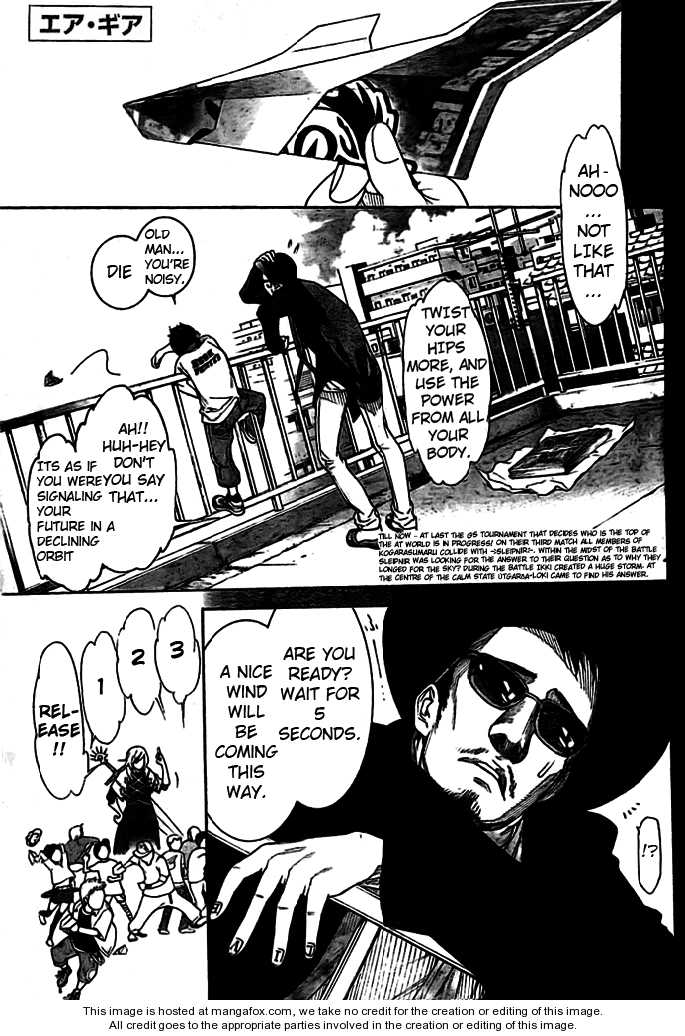 エア・ギア
AH-
NOOO
...
NOT
LIKE
THAT
...
TWIST
YOUR
HIPS
MORE, AND
USE THE
POWER
FROM ALL
YOUR
BODY.
OLD
MAN...
YOU'RE
NOISY.
DIE
AH!!
HUH-HEY
DON'T
YOU SAY
THAT...
ITS AS IF
YOU WERE
SIGNALING
YOUR
FUTURE IN A
DECLINING
ORBIT
TILL NOW - AT LAST THE GS TOURNAMENT THAT DECIDES WHO IS THE TOP OF
THE AT WORLD IS IN PROGRESS! ON THEIR THIRD MATCH ALL MEMBERS OF
KOGARASUMARU COLLIDE WITH -!SLEIPNIR!-. WITHIN THE MIDST OF THE BATTLE
SLEIPNIR WAS LOOKING FOR THE ANSWER TO THEIR QUESTION AS TO WHY THEY
LONGED FOR THE SKY? DURING THE BATTLE IKKI CREATED A HUGE STORM. AT
THE CENTRE OF THE CALM STATE UTGARÐA-LOKI CAME TO FIND HIS ANSWER.
!?
ARE YOU
READY?
WAIT FOR
5
SECONDS.
A NICE
WIND
WILL
BE
COMING
THIS
WAY.
3
2
1
REL-
EASE!!
This image is hosted at mangafox.com, we take no credit for the creation or editing of this image.
All credit goes to the appropriate parties involved in the creation or editing of this image.